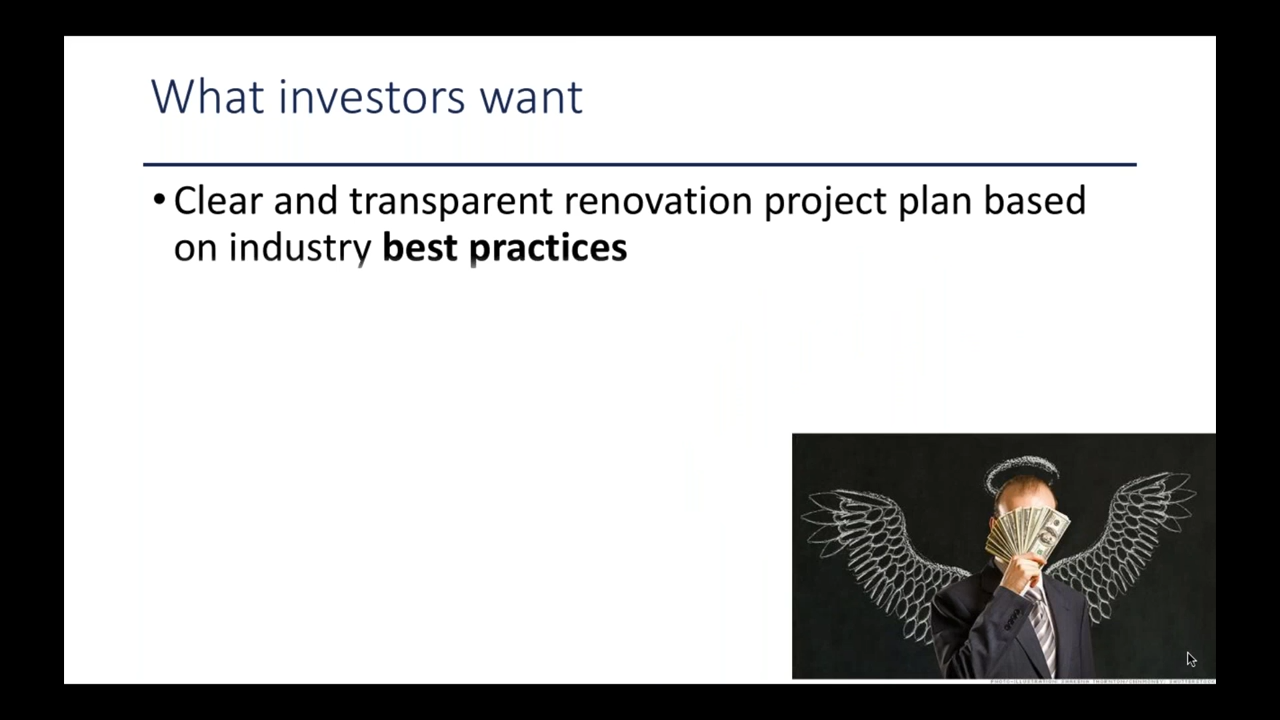 What investors want
• Clear and transparent renovation project plan based
on industry best practices